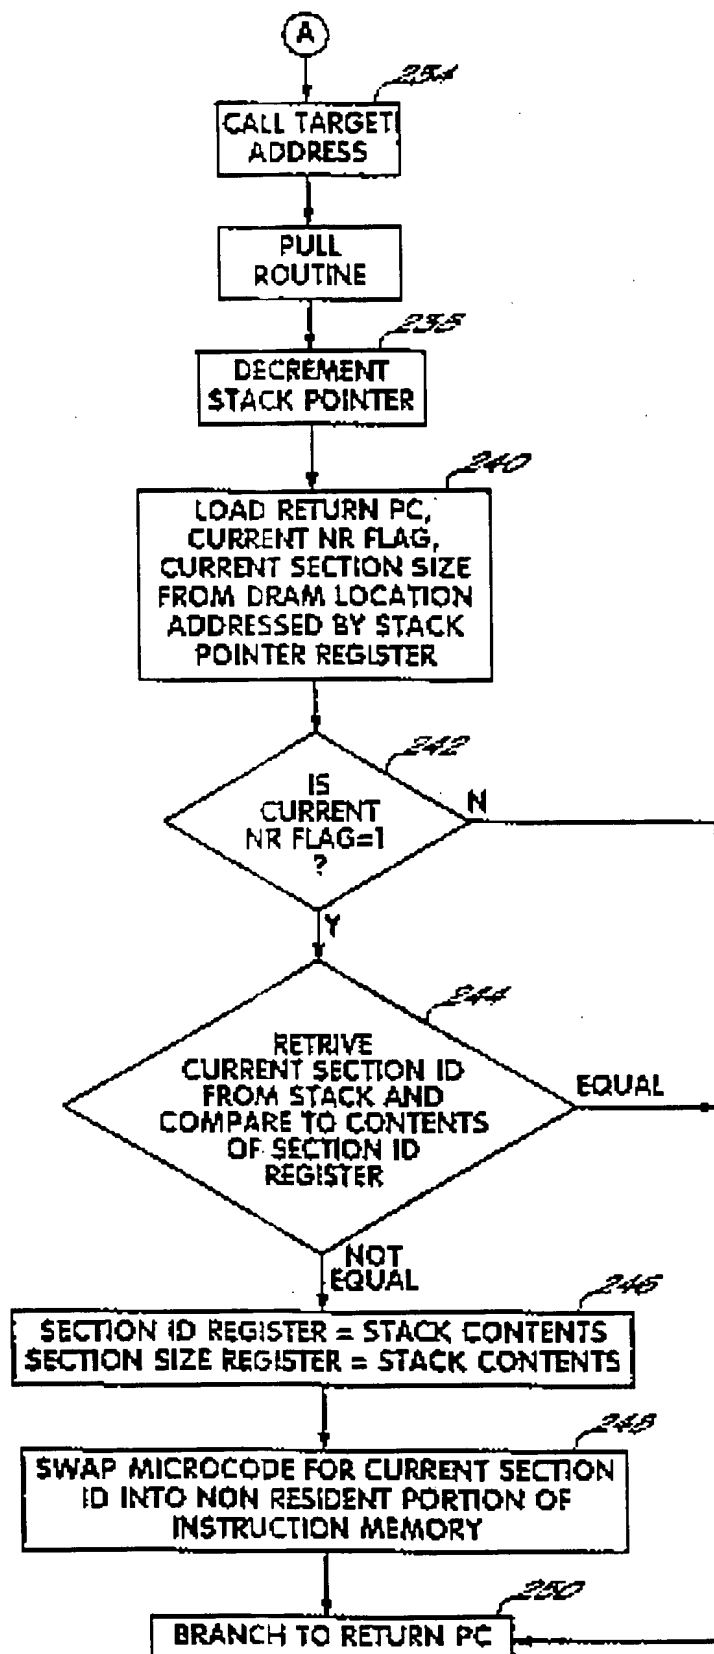 A
234
CALL TARGET
ADDRESS
PULL
ROUTINE
235
DECREMENT
STACK POINTER
240
LOAD RETURN PC,
CURRENT NR FLAG,
CURRENT SECTION SIZE
FROM DRAM LOCATION
ADDRESSED BY STACK
POINTER REGISTER
242
IS
CURRENT
NR FLAG=1
?
N
Y
244
RETRIVE
CURRENT SECTION ID
FROM STACK AND
COMPARE TO CONTENTS
OF SECTION ID
REGISTER
EQUAL
NOT
EQUAL
246
SECTION ID REGISTER = STACK CONTENTS
SECTION SIZE REGISTER = STACK CONTENTS
248
SWAP MICROCODE FOR CURRENT SECTION
ID INTO NON RESIDENT PORTION OF
INSTRUCTION MEMORY
250
BRANCH TO RETURN PC